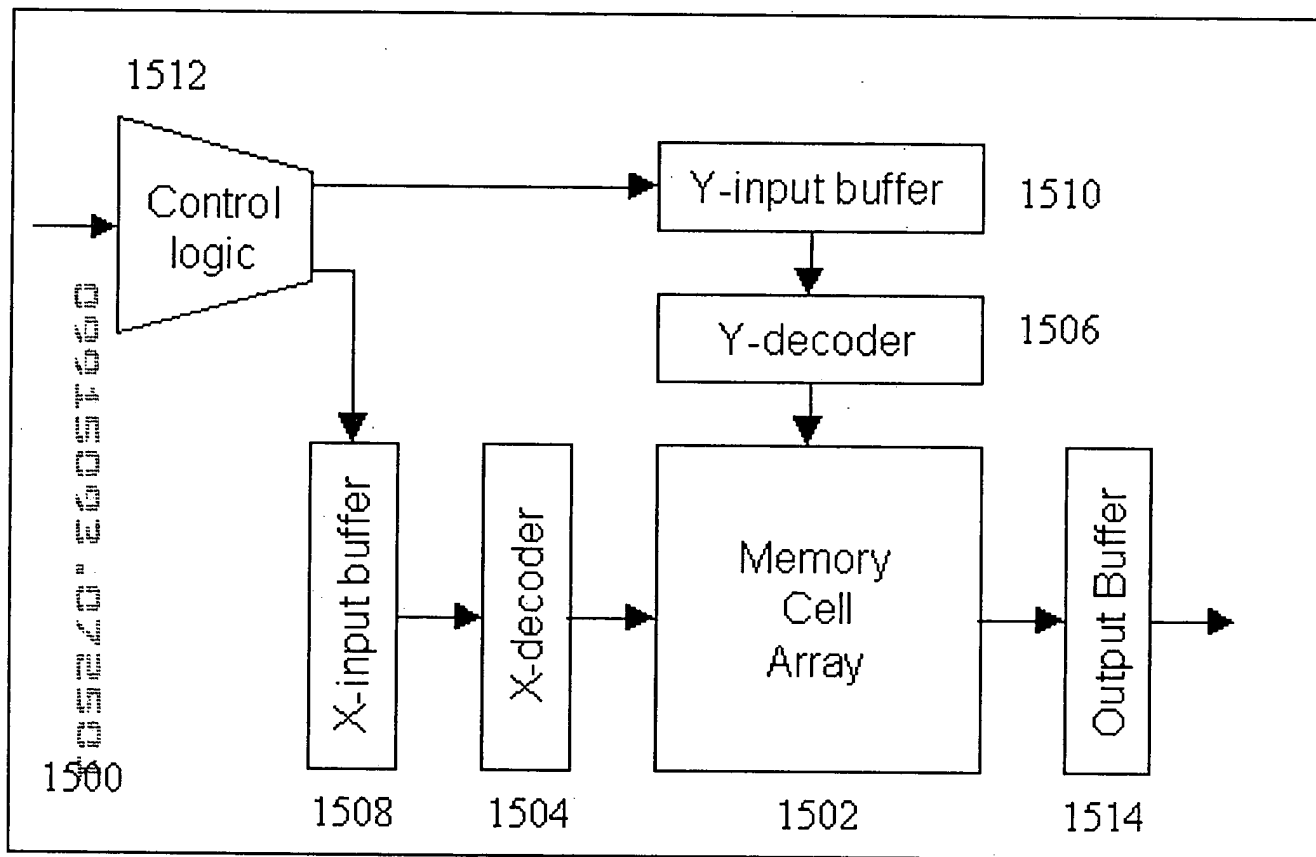 1512
Control
logic
Y-input buffer
1510
Y-decoder
1506
X-input buffer
X-decoder
Memory
Cell
Array
Output Buffer
1500
1508
1504
1502
1514